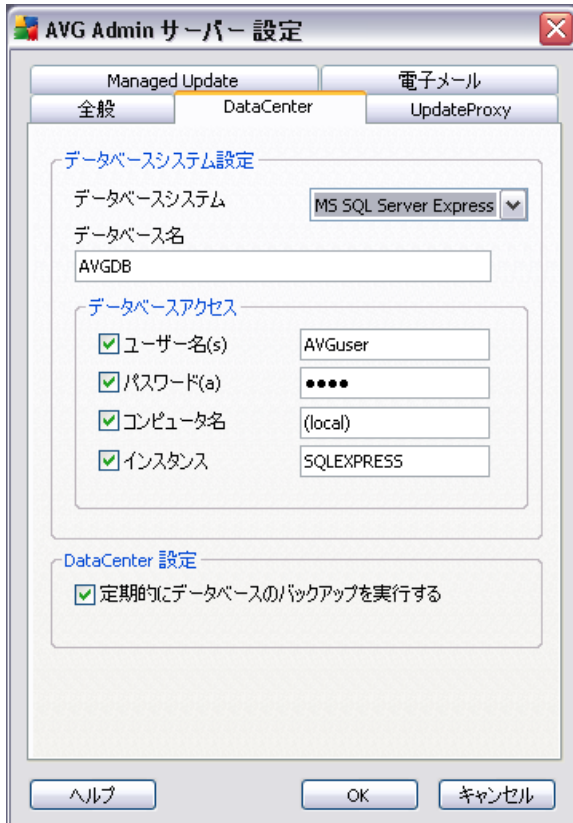 AVG Admin サーバー 設定
Managed Update 電子メール
全般 DataCenter UpdateProxy
データベースシステム設定
データベースシステム MS SQL Server Express
データベース名
AVGDB
データベースアクセス
ユーザー名(s) AVGuser
パスワード(a) ●●●●
コンピュータ名 (local)
インスタンス SQLEXPRESS
DataCenter 設定
定期的にデータベースのバックアップを実行する
ヘルプ OK キャンセル